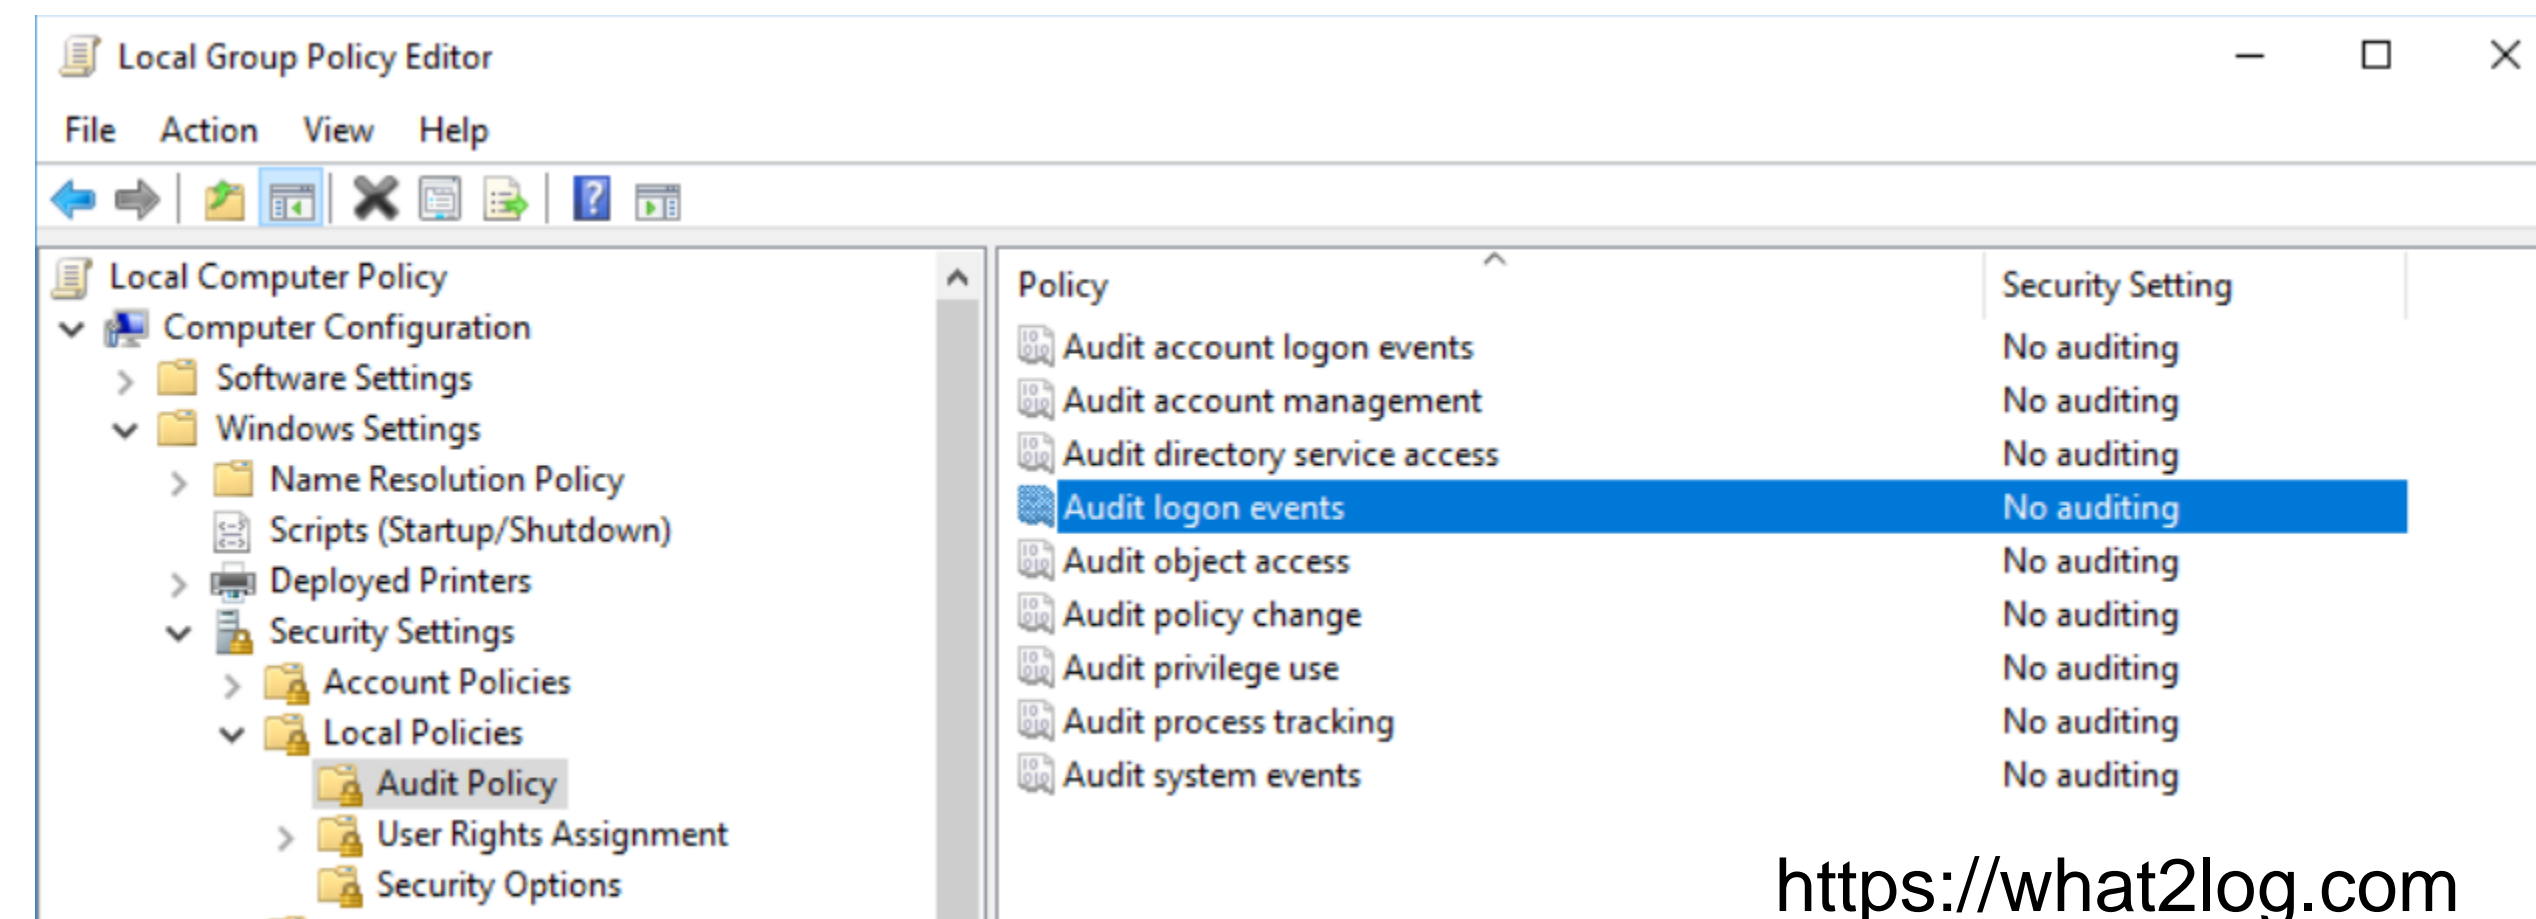 Local Group Policy Editor
File Action View Help
Local Computer Policy
Computer Configuration
Software Settings
Windows Settings
Name Resolution Policy
Scripts (Startup/Shutdown)
Deployed Printers
Security Settings
Account Policies
Local Policies
Audit Policy
User Rights Assignment
Security Options
Policy Security Setting
Audit account logon events No auditing
Audit account management No auditing
Audit directory service access No auditing
Audit logon events No auditing
Audit object access No auditing
Audit policy change No auditing
Audit privilege use No auditing
Audit process tracking No auditing
Audit system events No auditing
https://what2log.com